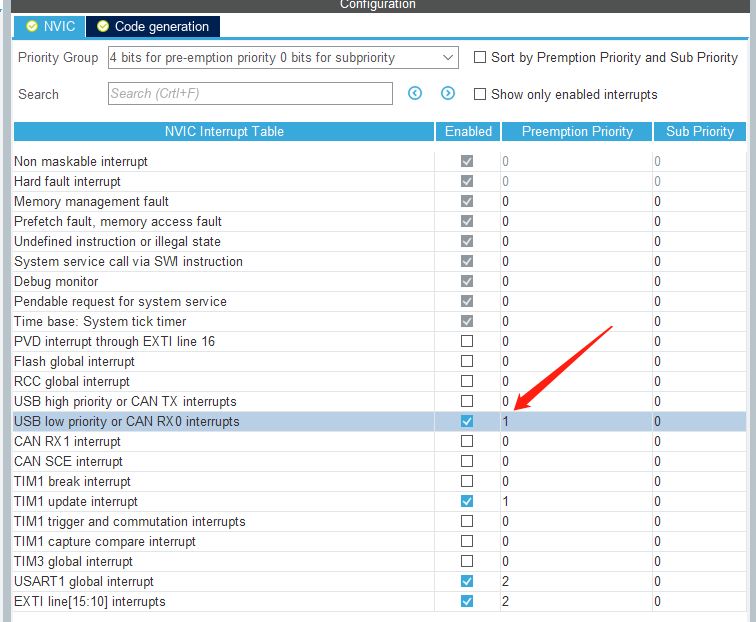 Configuration
NVIC Code generation
Priority Group 4 bits for pre-emption priority 0 bits for subpriority Sort by Premption Priority and Sub Priority
Search Search (Crtl+F) Show only enabled interrupts
NVIC Interrupt Table Enabled Preemption Priority Sub Priority
Non maskable interrupt 0 0
Hard fault interrupt 0 0
Memory management fault 0 0
Prefetch fault, memory access fault 0 0
Undefined instruction or illegal state 0 0
System service call via SWI instruction 0 0
Debug monitor 0 0
Pendable request for system service 0 0
Time base: System tick timer 0 0
PVD interrupt through EXTI line 16 0 0
Flash global interrupt 0 0
RCC global interrupt 0 0
USB high priority or CAN TX interrupts 0 0
USB low priority or CAN RX0 interrupts 1 0
CAN RX1 interrupt 0 0
CAN SCE interrupt 0 0
TIM1 break interrupt 0 0
TIM1 update interrupt 1 0
TIM1 trigger and commutation interrupts 0 0
TIM1 capture compare interrupt 0 0
TIM3 global interrupt 0 0
USART1 global interrupt 2 0
EXTI line[15:10] interrupts 2 0